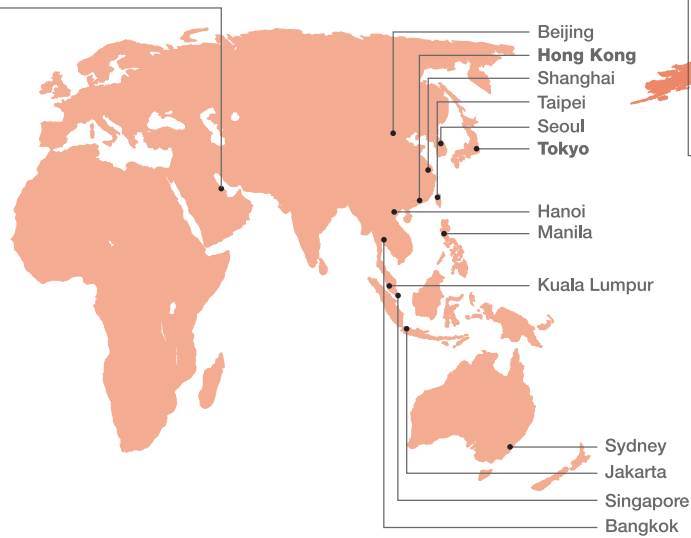 Beijing
Hong Kong
Shanghai
Taipei
Seoul
Tokyo
Hanoi
Manila
Kuala Lumpur
Sydney
Jakarta
Singapore
Bangkok